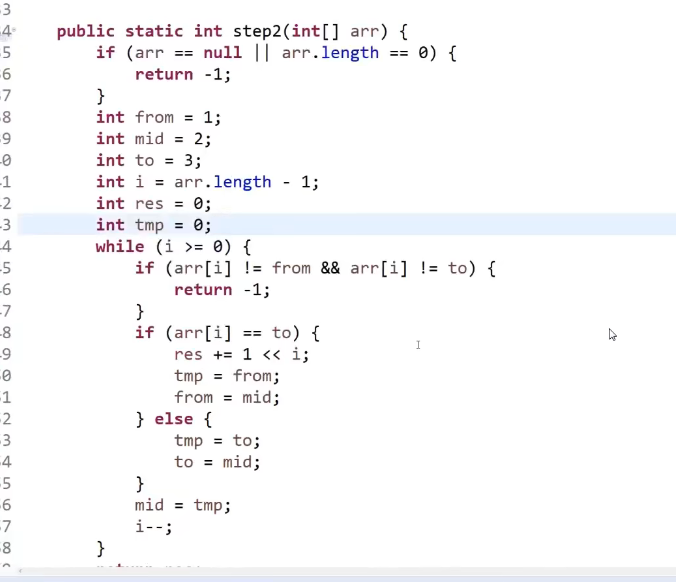 3
4 public static int step2(int[] arr) {
5 if (arr == null || arr.length == 0) {
6 return -1;
7 }
8 int from = 1;
9 int mid = 2;
0 int to = 3;
1 int i = arr.length - 1;
2 int res = 0;
3 int tmp = 0;
4 while (i >= 0) {
5 if (arr[i] != from && arr[i] != to) {
6 return -1;
7 }
8 if (arr[i] == to) {
9 res += 1 << i;
0 tmp = from;
1 from = mid;
2 } else {
3 tmp = to;
4 to = mid;
5 }
6 mid = tmp;
7 i--;
8 }